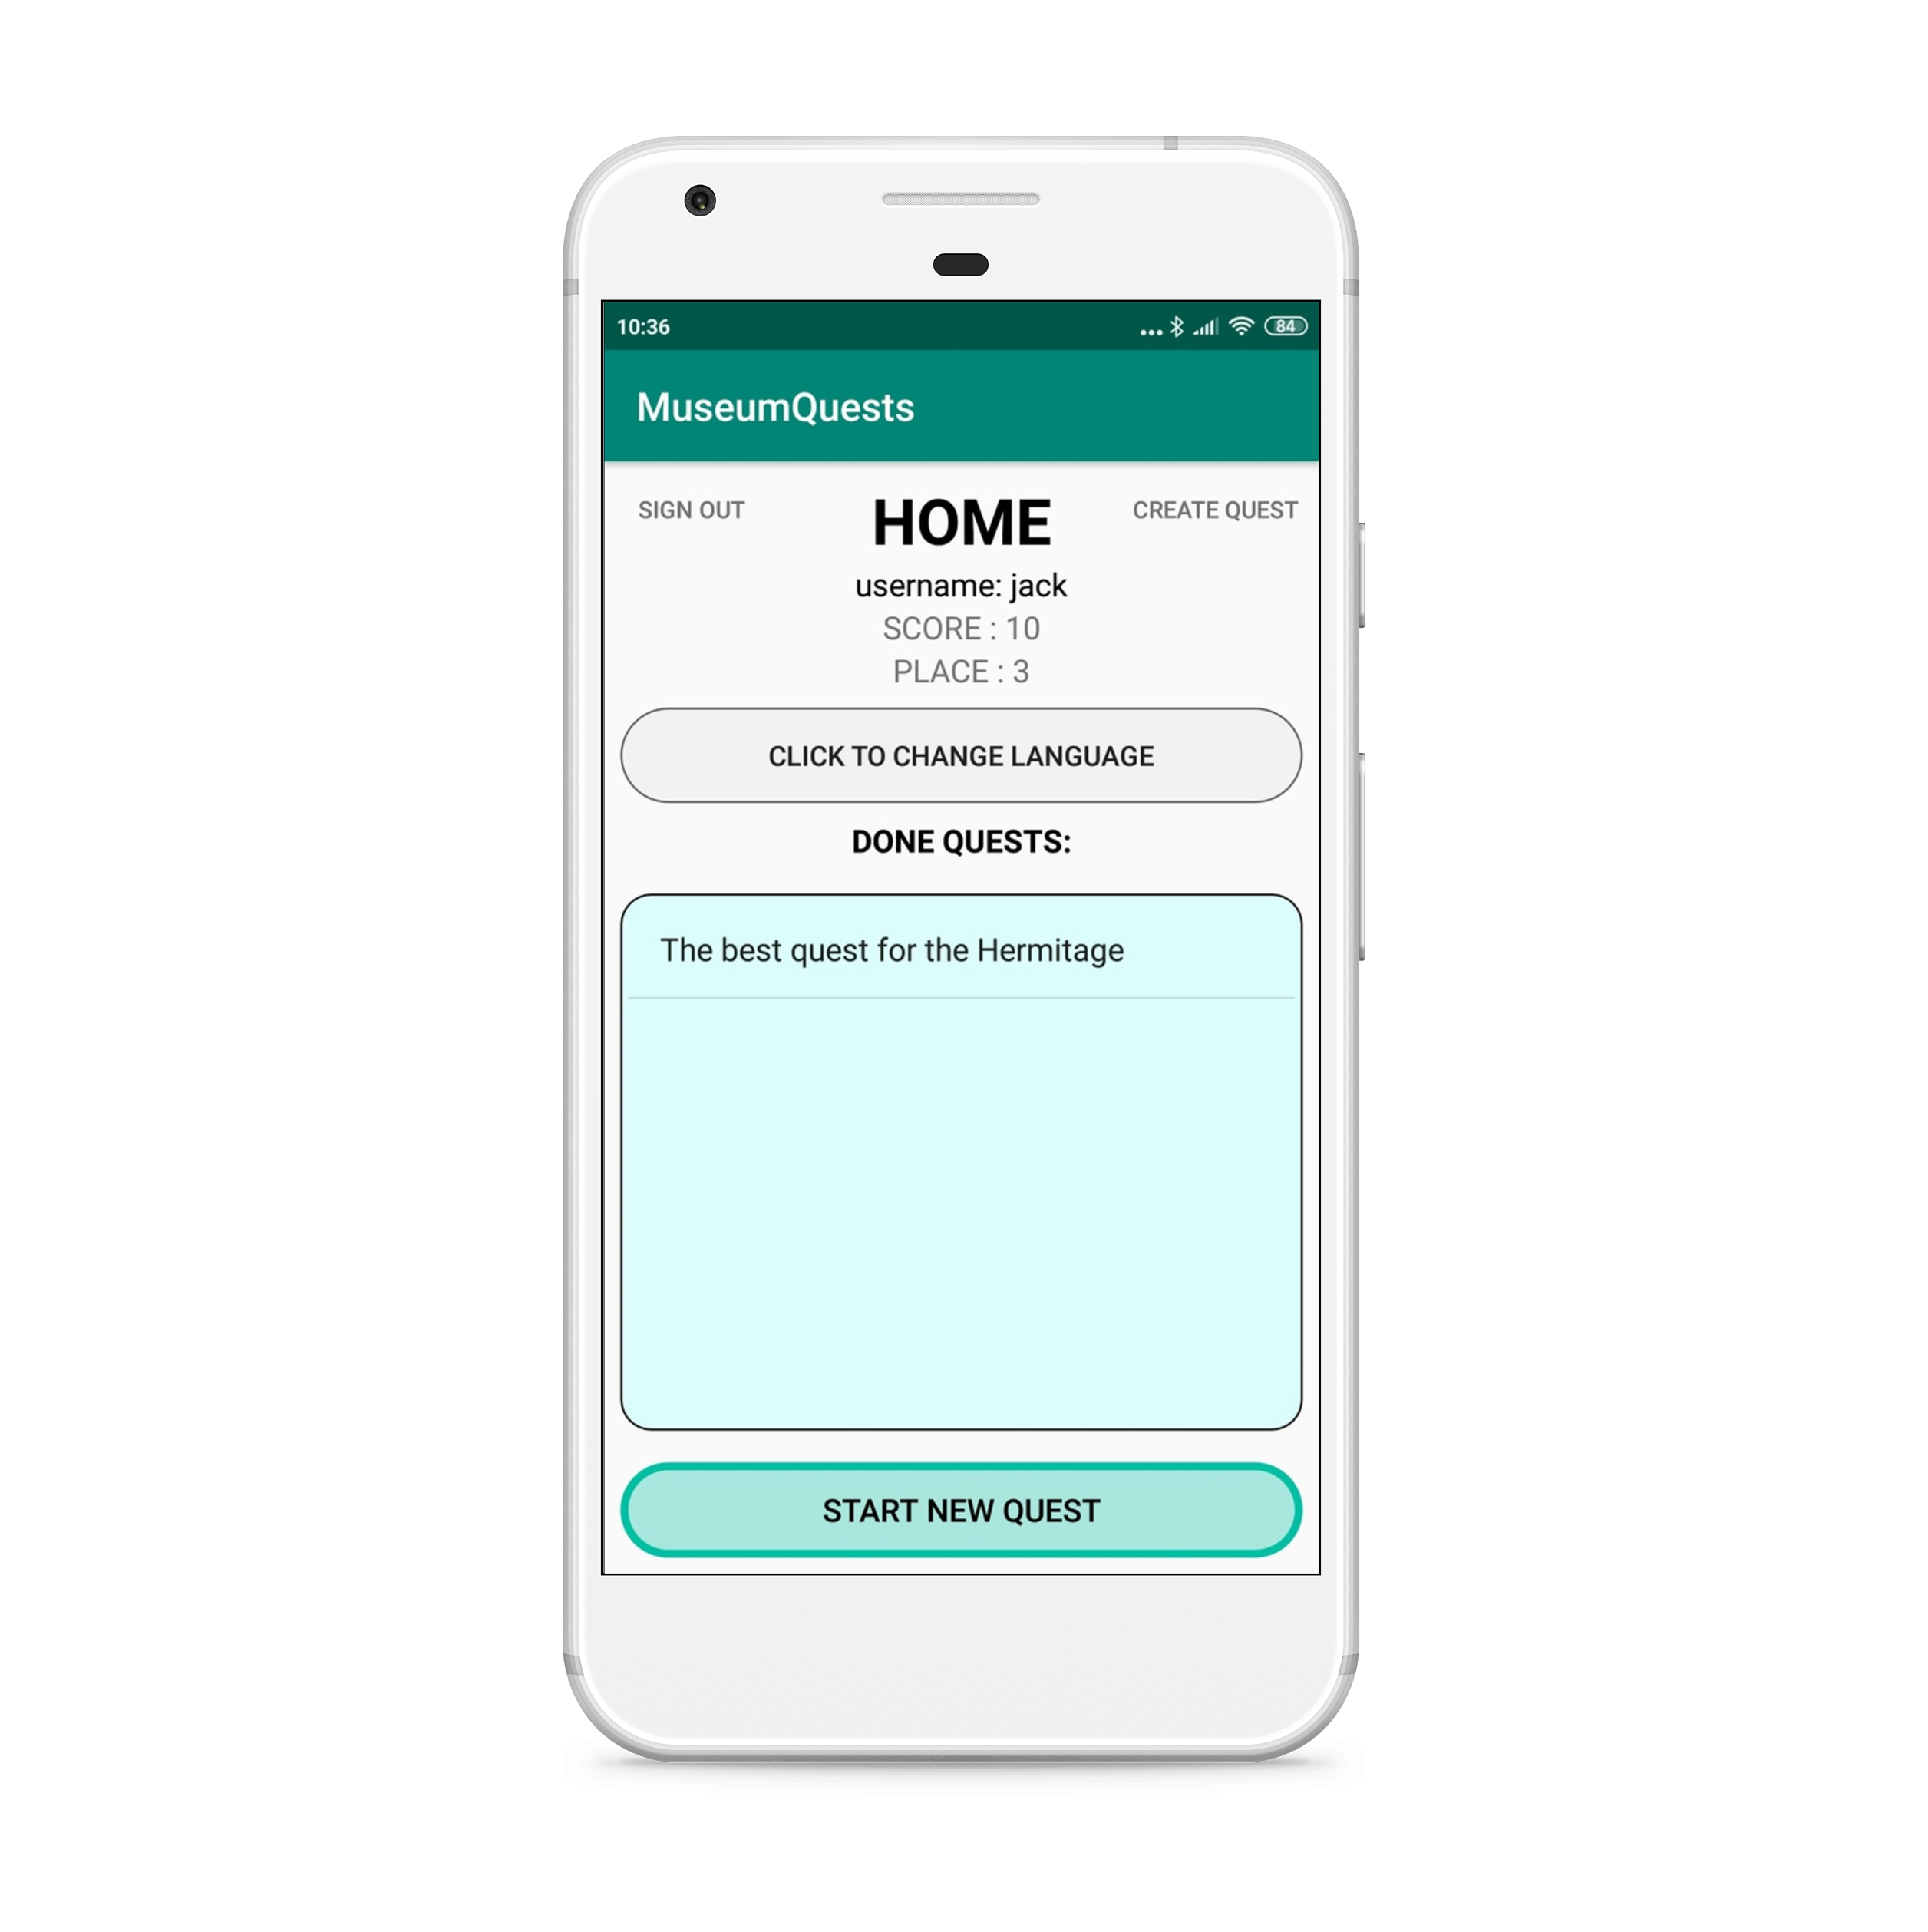 10:36
84
MuseumQuests
SIGN OUT
HOME
CREATE QUEST
username: jack
SCORE : 10
PLACE : 3
CLICK TO CHANGE LANGUAGE
DONE QUESTS:
The best quest for the Hermitage
START NEW QUEST